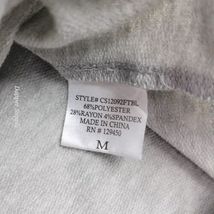 STYLE# CS12092FTBL
68%POLYESTER
28%RAYON 4%SPANDEX
MADE IN CHINA
RN # 129450
M